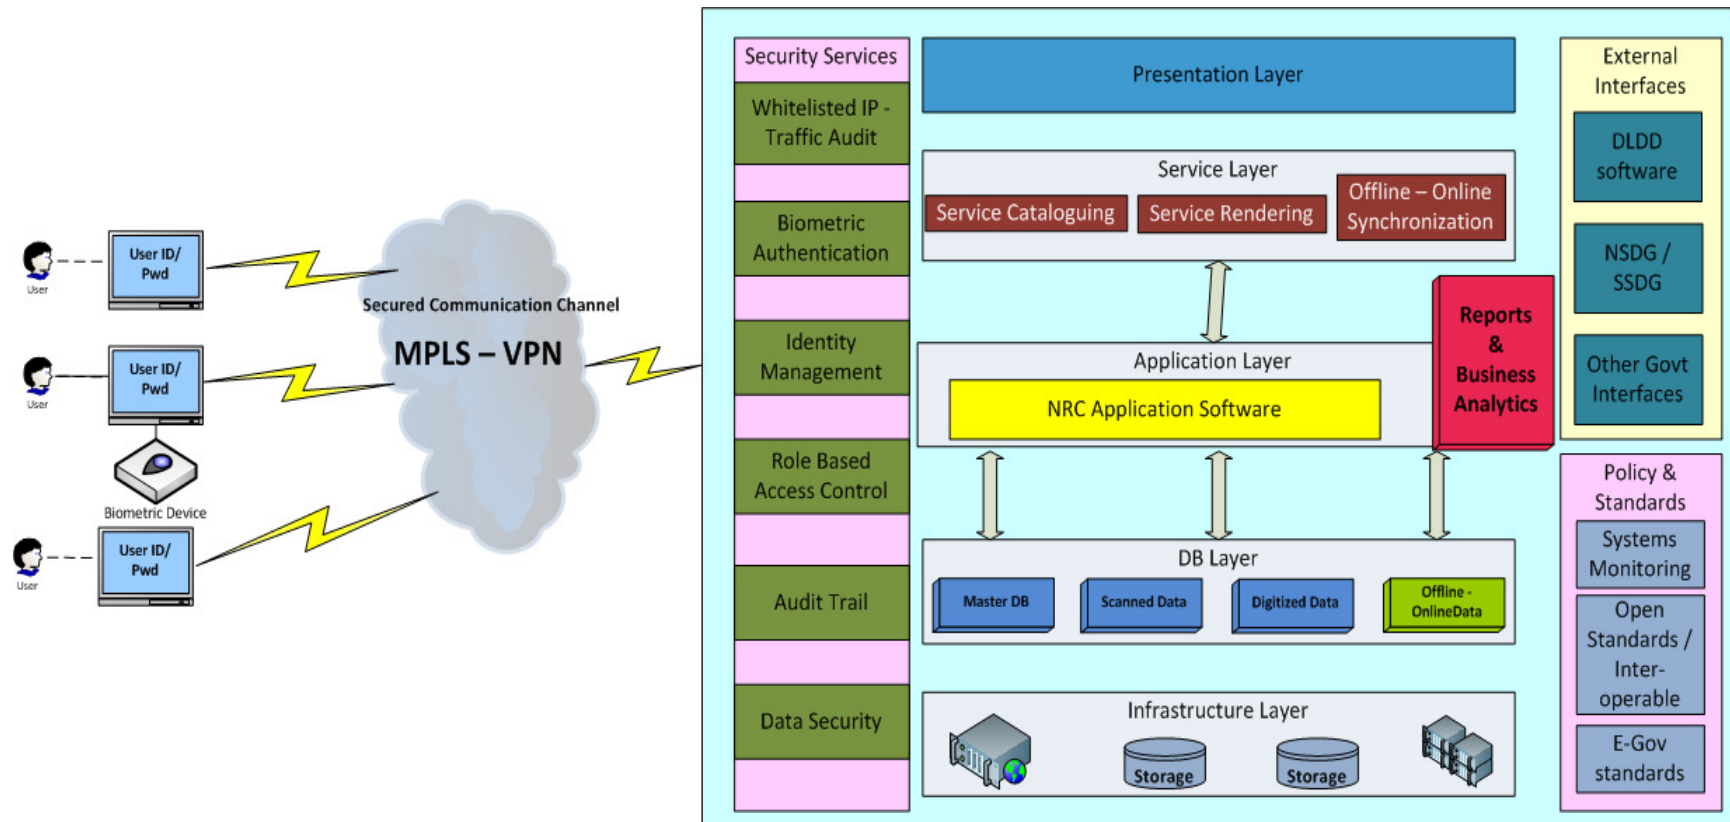 User ID/
Pwd
User
User ID/
Pwd
User
Biometric Device
User ID/
Pwd
User
Secured Communication Channel
MPLS – VPN
Security Services
Whitelisted IP -
Traffic Audit
Biometric
Authentication
Identity
Management
Role Based
Access Control
Audit Trail
Data Security
Presentation Layer
Service Layer
Service Cataloguing
Service Rendering
Offline – Online
Synchronization
Application Layer
NRC Application Software
Reports
&
Business
Analytics
DB Layer
Master DB
Scanned Data
Digitized Data
Offline -
OnlineData
Infrastructure Layer
Storage
Storage
External
Interfaces
DLDD
software
NSDG /
SSDG
Other Govt
Interfaces
Policy &
Standards
Systems
Monitoring
Open
Standards /
Inter-
operable
E-Gov
standards